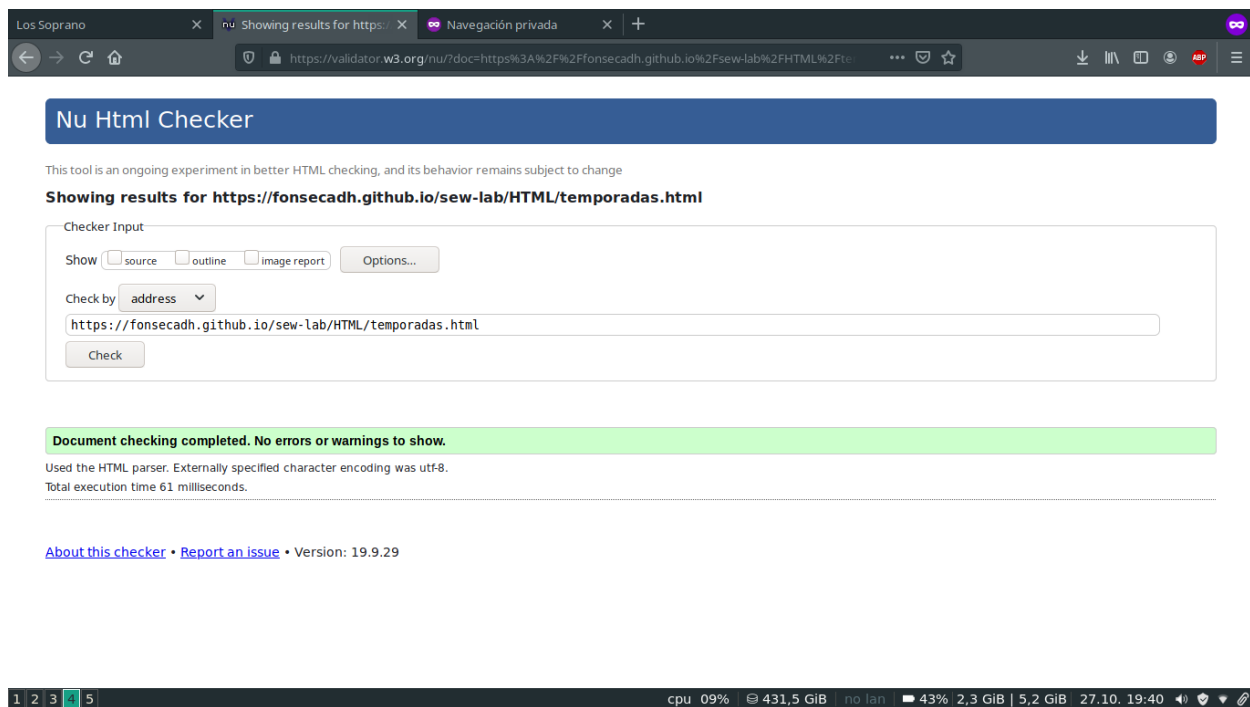 Los Soprano
Showing results for https:/
Navegación privada
https://validator.w3.org/nu/?doc=https%3A%2F%2Ffonsecadh.github.io%2Fsew-lab%2FHTML%2Fte
ABP
Nu Html Checker
This tool is an ongoing experiment in better HTML checking, and its behavior remains subject to change
Showing results for https://fonsecadh.github.io/sew-lab/HTML/temporadas.html
Checker Input
Show source outline image report Options...
Check by address
https://fonsecadh.github.io/sew-lab/HTML/temporadas.html
Check
Document checking completed. No errors or warnings to show.
Used the HTML parser. Externally specified character encoding was utf-8.
Total execution time 61 milliseconds.
About this checker • Report an issue • Version: 19.9.29
1 2 3 4 5 cpu 09% 431,5 GiB no lan 43% 2,3 GiB | 5,2 GiB 27.10. 19:40